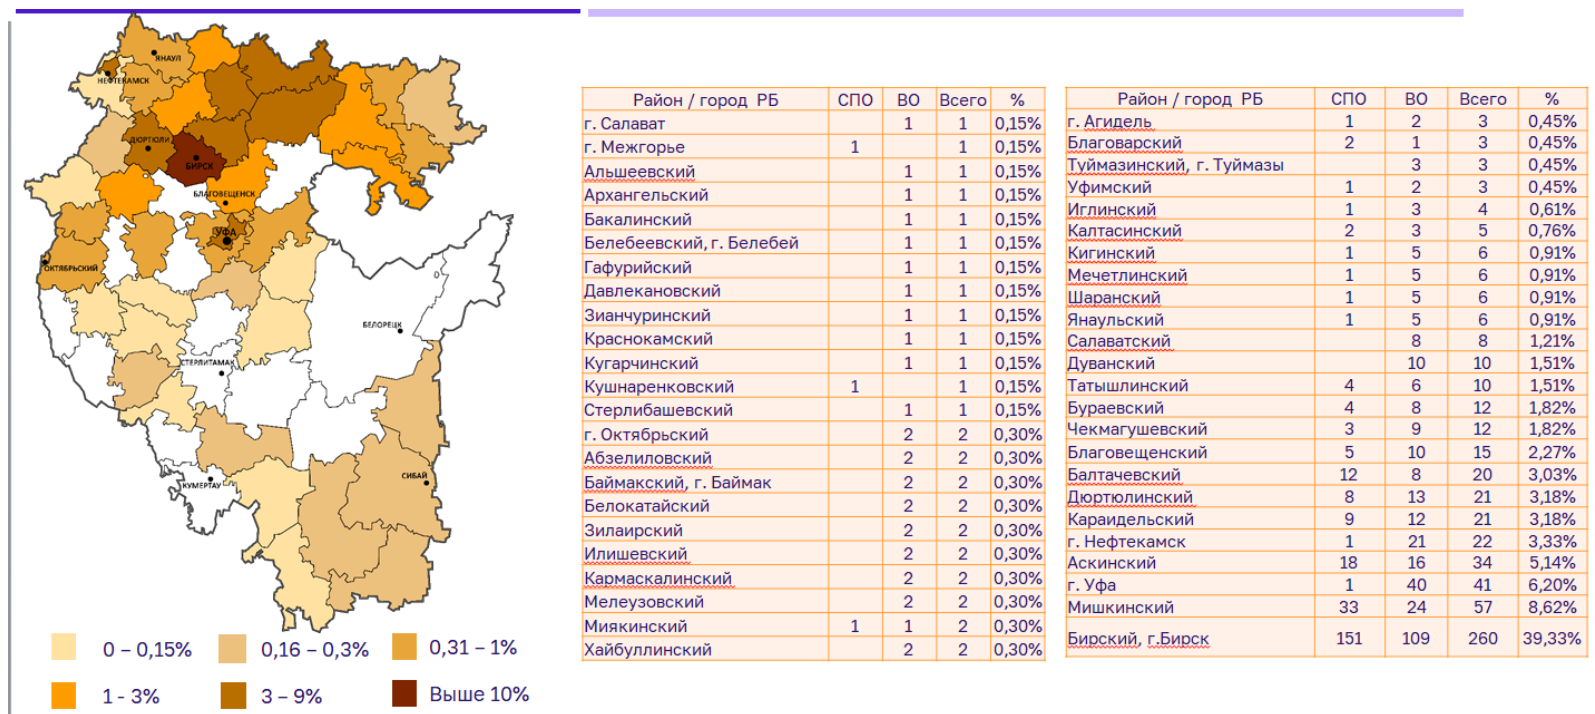 ЯНАУЛ
НЕФТЕКАМСК
ДЮРТЮЛИ
БИРСК
БЛАГОВЕЩЕНСК
УФА
ОКТЯБРЬСКИЙ
БЕЛОРЕЦК
СТЕРЛИТАМАК
СИБАЙ
КУМЕРТАУ
0 – 0,15%
0,16 – 0,3%
0,31 – 1%
1 - 3%
3 – 9%
Выше 10%
Район / город РБ СПО ВО Всего %
г. Салават 1 1 0,15%
г. Межгорье 1 1 0,15%
Альшеевский 1 1 0,15%
Архангельский 1 1 0,15%
Бакалинский 1 1 0,15%
Белебеевский, г. Белебей 1 1 0,15%
Гафурийский 1 1 0,15%
Давлекановский 1 1 0,15%
Зианчуринский 1 1 0,15%
Краснокамский 1 1 0,15%
Кугарчинский 1 1 0,15%
Кушнаренковский 1 1 0,15%
Стерлибашевский 1 1 0,15%
г. Октябрьский 2 2 0,30%
Абзелиловский 2 2 0,30%
Баймакский, г. Баймак 2 2 0,30%
Белокатайский 2 2 0,30%
Зилаирский 2 2 0,30%
Илишевский 2 2 0,30%
Кармаскалинский 2 2 0,30%
Мелеузовский 2 2 0,30%
Миякинский 1 1 2 0,30%
Хайбуллинский 2 2 0,30%
Район / город РБ СПО ВО Всего %
г. Агидель 1 2 3 0,45%
Благоварский 2 1 3 0,45%
Туймазинский, г. Туймазы 3 3 0,45%
Уфимский 1 2 3 0,45%
Иглинский 1 3 4 0,61%
Калтасинский 2 3 5 0,76%
Кигинский 1 5 6 0,91%
Мечетлинский 1 5 6 0,91%
Шаранский 1 5 6 0,91%
Янаульский 1 5 6 0,91%
Салаватский 8 8 1,21%
Дуванский 10 10 1,51%
Татышлинский 4 6 10 1,51%
Бураевский 4 8 12 1,82%
Чекмагушевский 3 9 12 1,82%
Благовещенский 5 10 15 2,27%
Балтачевский 12 8 20 3,03%
Дюртюлинский 8 13 21 3,18%
Караидельский 9 12 21 3,18%
г. Нефтекамск 1 21 22 3,33%
Аскинский 18 16 34 5,14%
г. Уфа 1 40 41 6,20%
Мишкинский 33 24 57 8,62%
Бирский, г.Бирск 151 109 260 39,33%